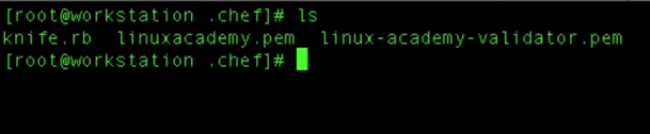 [root@workstation .chef]# ls
knife.rb  linuxacademy.pem  linux-academy-validator.pem
[root@workstation .chef]#